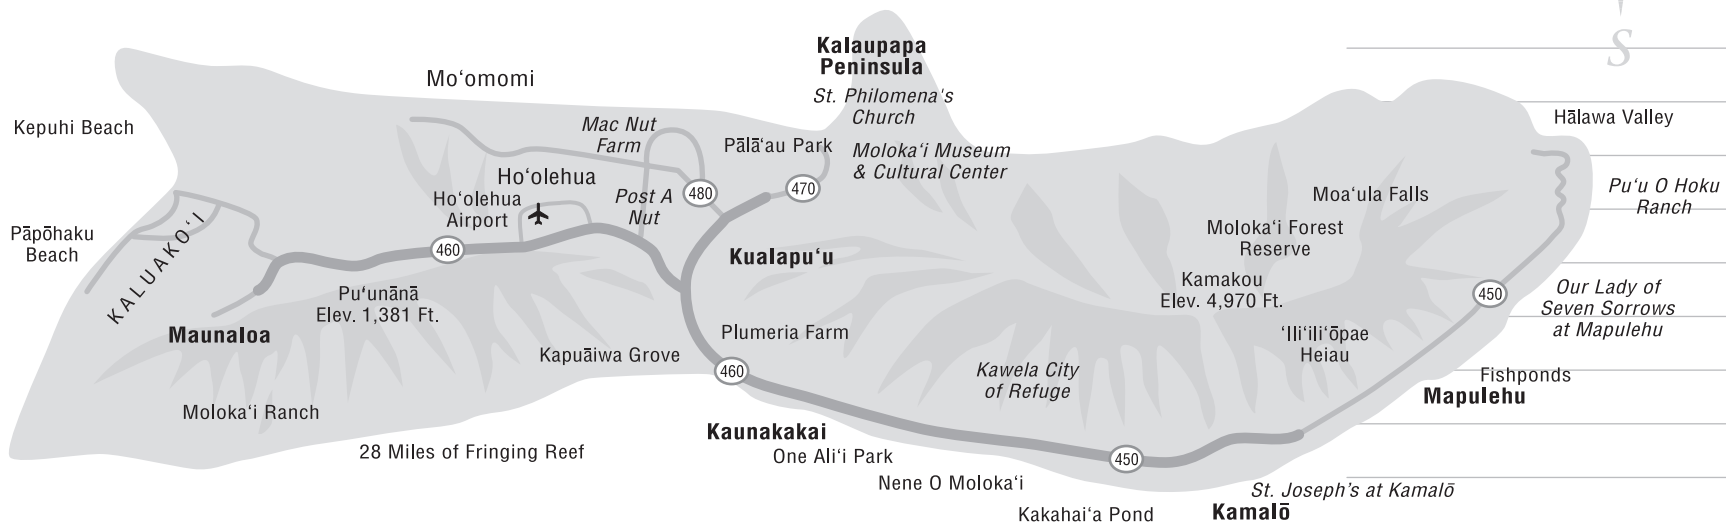 S
Kalaupapa
Peninsula
Mo‘omomi
St. Philomena's
Church
Kepuhi Beach
Mac Nut
Farm
Pālā‘au Park
Moloka‘i Museum
& Cultural Center
Hālawa Valley
Ho‘olehua
Ho‘olehua
Airport
Post A
Nut
480
470
Moa‘ula Falls
Pu‘u O Hoku
Ranch
Pāpōhaku
Beach
KALUAKO‘I
460
Kualapu‘u
Moloka‘i Forest
Reserve
Kamakou
Elev. 4,970 Ft.
450
Our Lady of
Seven Sorrows
at Mapulehu
Pu‘unānā
Elev. 1,381 Ft.
Maunaloa
Plumeria Farm
Kapuāiwa Grove
‘Ili‘ili‘ōpae
Heiau
460
Kawela City
of Refuge
Fishponds
Mapulehu
Moloka‘i Ranch
Kaunakakai
28 Miles of Fringing Reef
One Ali‘i Park
450
Nene O Moloka‘i
St. Joseph's at Kamalō
Kakahai‘a Pond
Kamalō